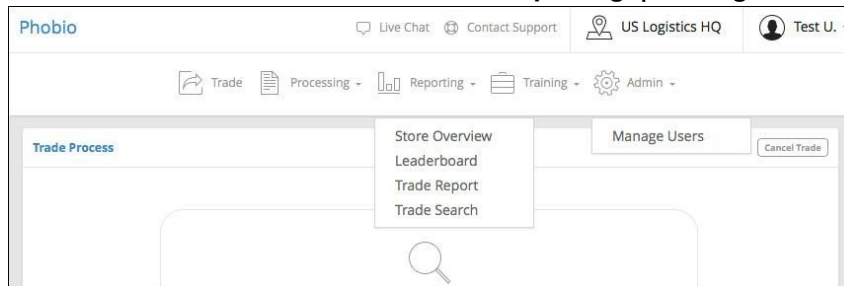 Phobio
Live Chat Contact Support US Logistics HQ Test U.
Trade Processing Reporting Training Admin
Store Overview
Leaderboard
Trade Report
Trade Search
Manage Users
Trade Process
Cancel Trade